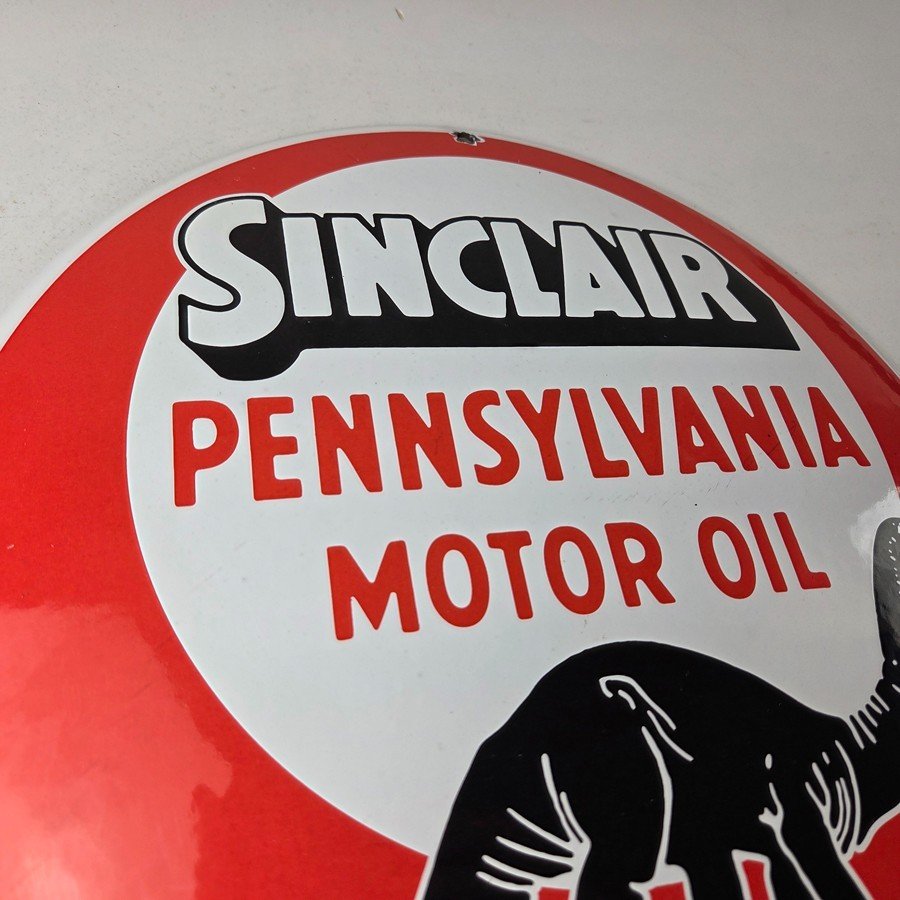 SINCLAIR
PENNSYLVANIA
MOTOR OIL